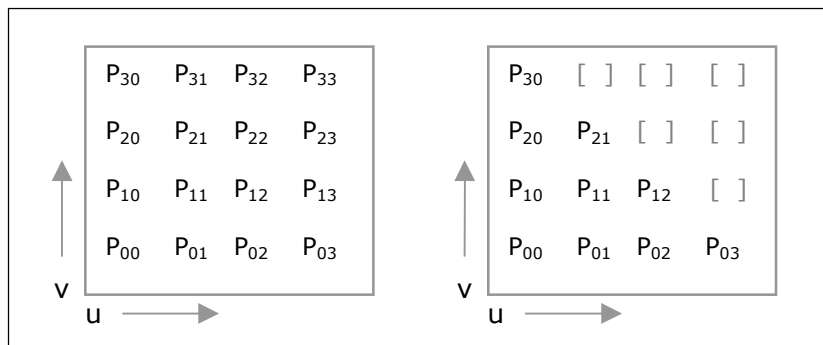 P₃₀ P₃₁ P₃₂ P₃₃
P₂₀ P₂₁ P₂₂ P₂₃
P₁₀ P₁₁ P₁₂ P₁₃
P₀₀ P₀₁ P₀₂ P₀₃
v
u
P₃₀ [ ] [ ] [ ]
P₂₀ P₂₁ [ ] [ ]
P₁₀ P₁₁ P₁₂ [ ]
P₀₀ P₀₁ P₀₂ P₀₃
v
u